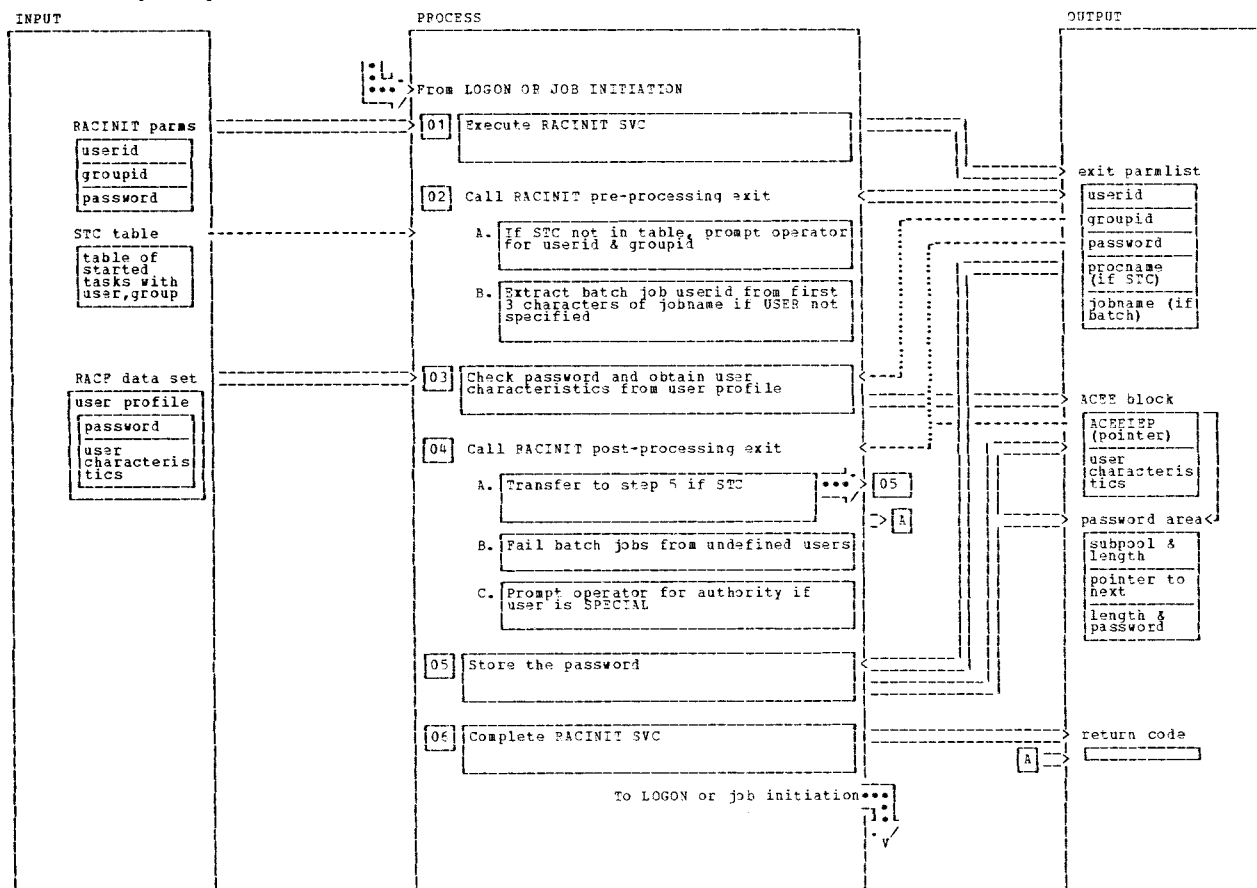 INPUT
PROCESS
OUTPUT
From LOGON OR JOB INITIATION
RACINIT parms
userid
groupid
password
STC table
table of
started
tasks with
user,group
RACF data set
user profile
password
user
characteris
tics
01 Execute RACINIT SVC
02 Call RACINIT pre-processing exit
A. If STC not in table, prompt operator
for userid & groupid
B. Extract batch job userid from first
3 characters of jobname if USER not
specified
03 Check password and obtain user
characteristics from user profile
04 Call RACINIT post-processing exit
A. Transfer to step 5 if STC
05
A
B. Fail batch jobs from undefined users
C. Prompt operator for authority if
user is SPECIAL
05 Store the password
06 Complete RACINIT SVC
To LOGON or job initiation
exit parmlist
userid
groupid
password
procname
(if STC)
jobname (if
batch)
ACEE block
ACEEIEP
(pointer)
user
characteris
tics
password area
subpool &
length
pointer to
next
length &
password
return code
A